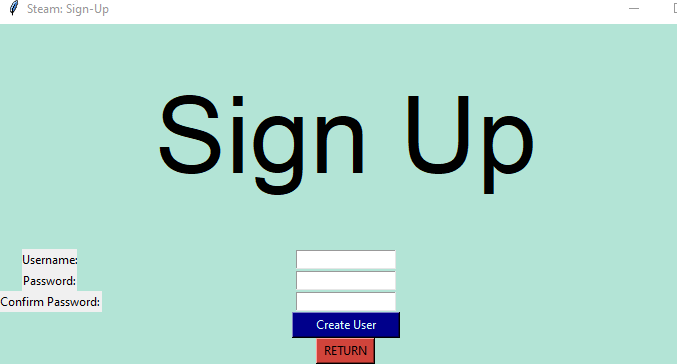 Steam: Sign-Up
Sign Up
Username:
Password:
Confirm Password:
Create User
RETURN